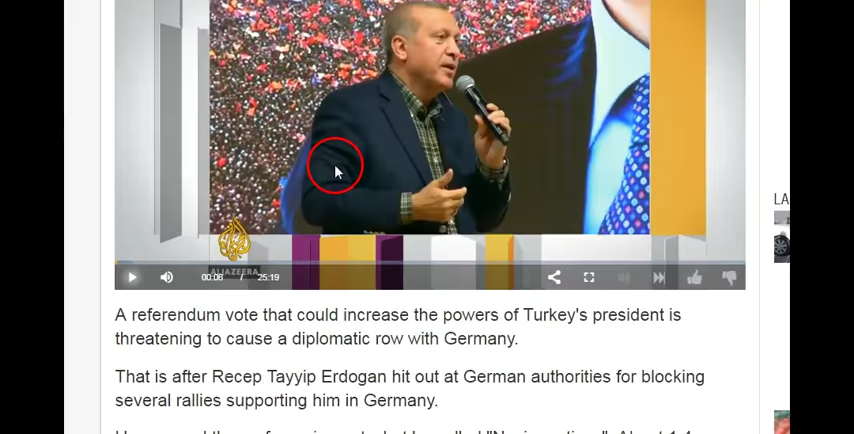 ALJAZEERA
LA
00:06 / 25:19
A referendum vote that could increase the powers of Turkey's president is
threatening to cause a diplomatic row with Germany.
That is after Recep Tayyip Erdogan hit out at German authorities for blocking
several rallies supporting him in Germany.